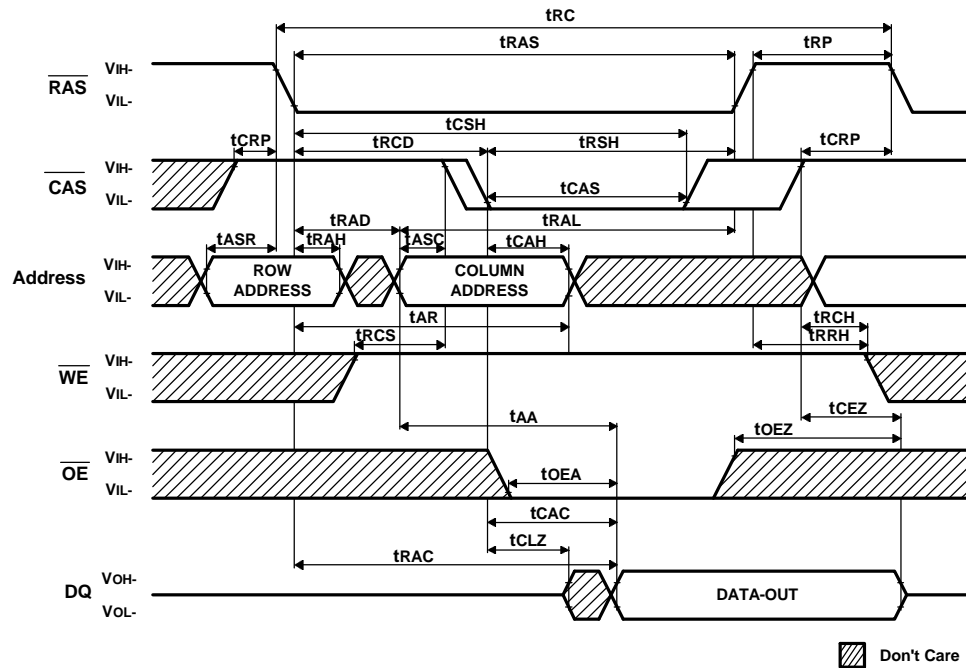 tRC
tRAS tRP
RAS VIH-
VIL-
tCSH
tCRP tRCD tRSH tCRP
CAS VIH-
VIL-
tCAS
tRAD tRAL
tASR tRAH tASC tCAH
Address VIH-
VIL-
ROW
ADDRESS
COLUMN
ADDRESS
tAR tRCH
tRCS tRRH
WE VIH-
VIL-
tCEZ
tAA tOEZ
OE VIH-
VIL-
tOEA
tCAC
tCLZ
tRAC
DQ VOH-
VOL-
DATA-OUT
Don't Care